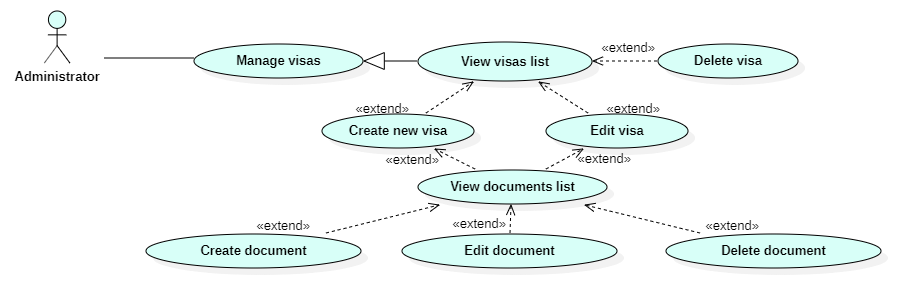 Administrator
Manage visas
View visas list
«extend»
Delete visa
«extend»
«extend»
Create new visa
Edit visa
«extend»
«extend»
View documents list
«extend»
«extend»
«extend»
Create document
Edit document
Delete document